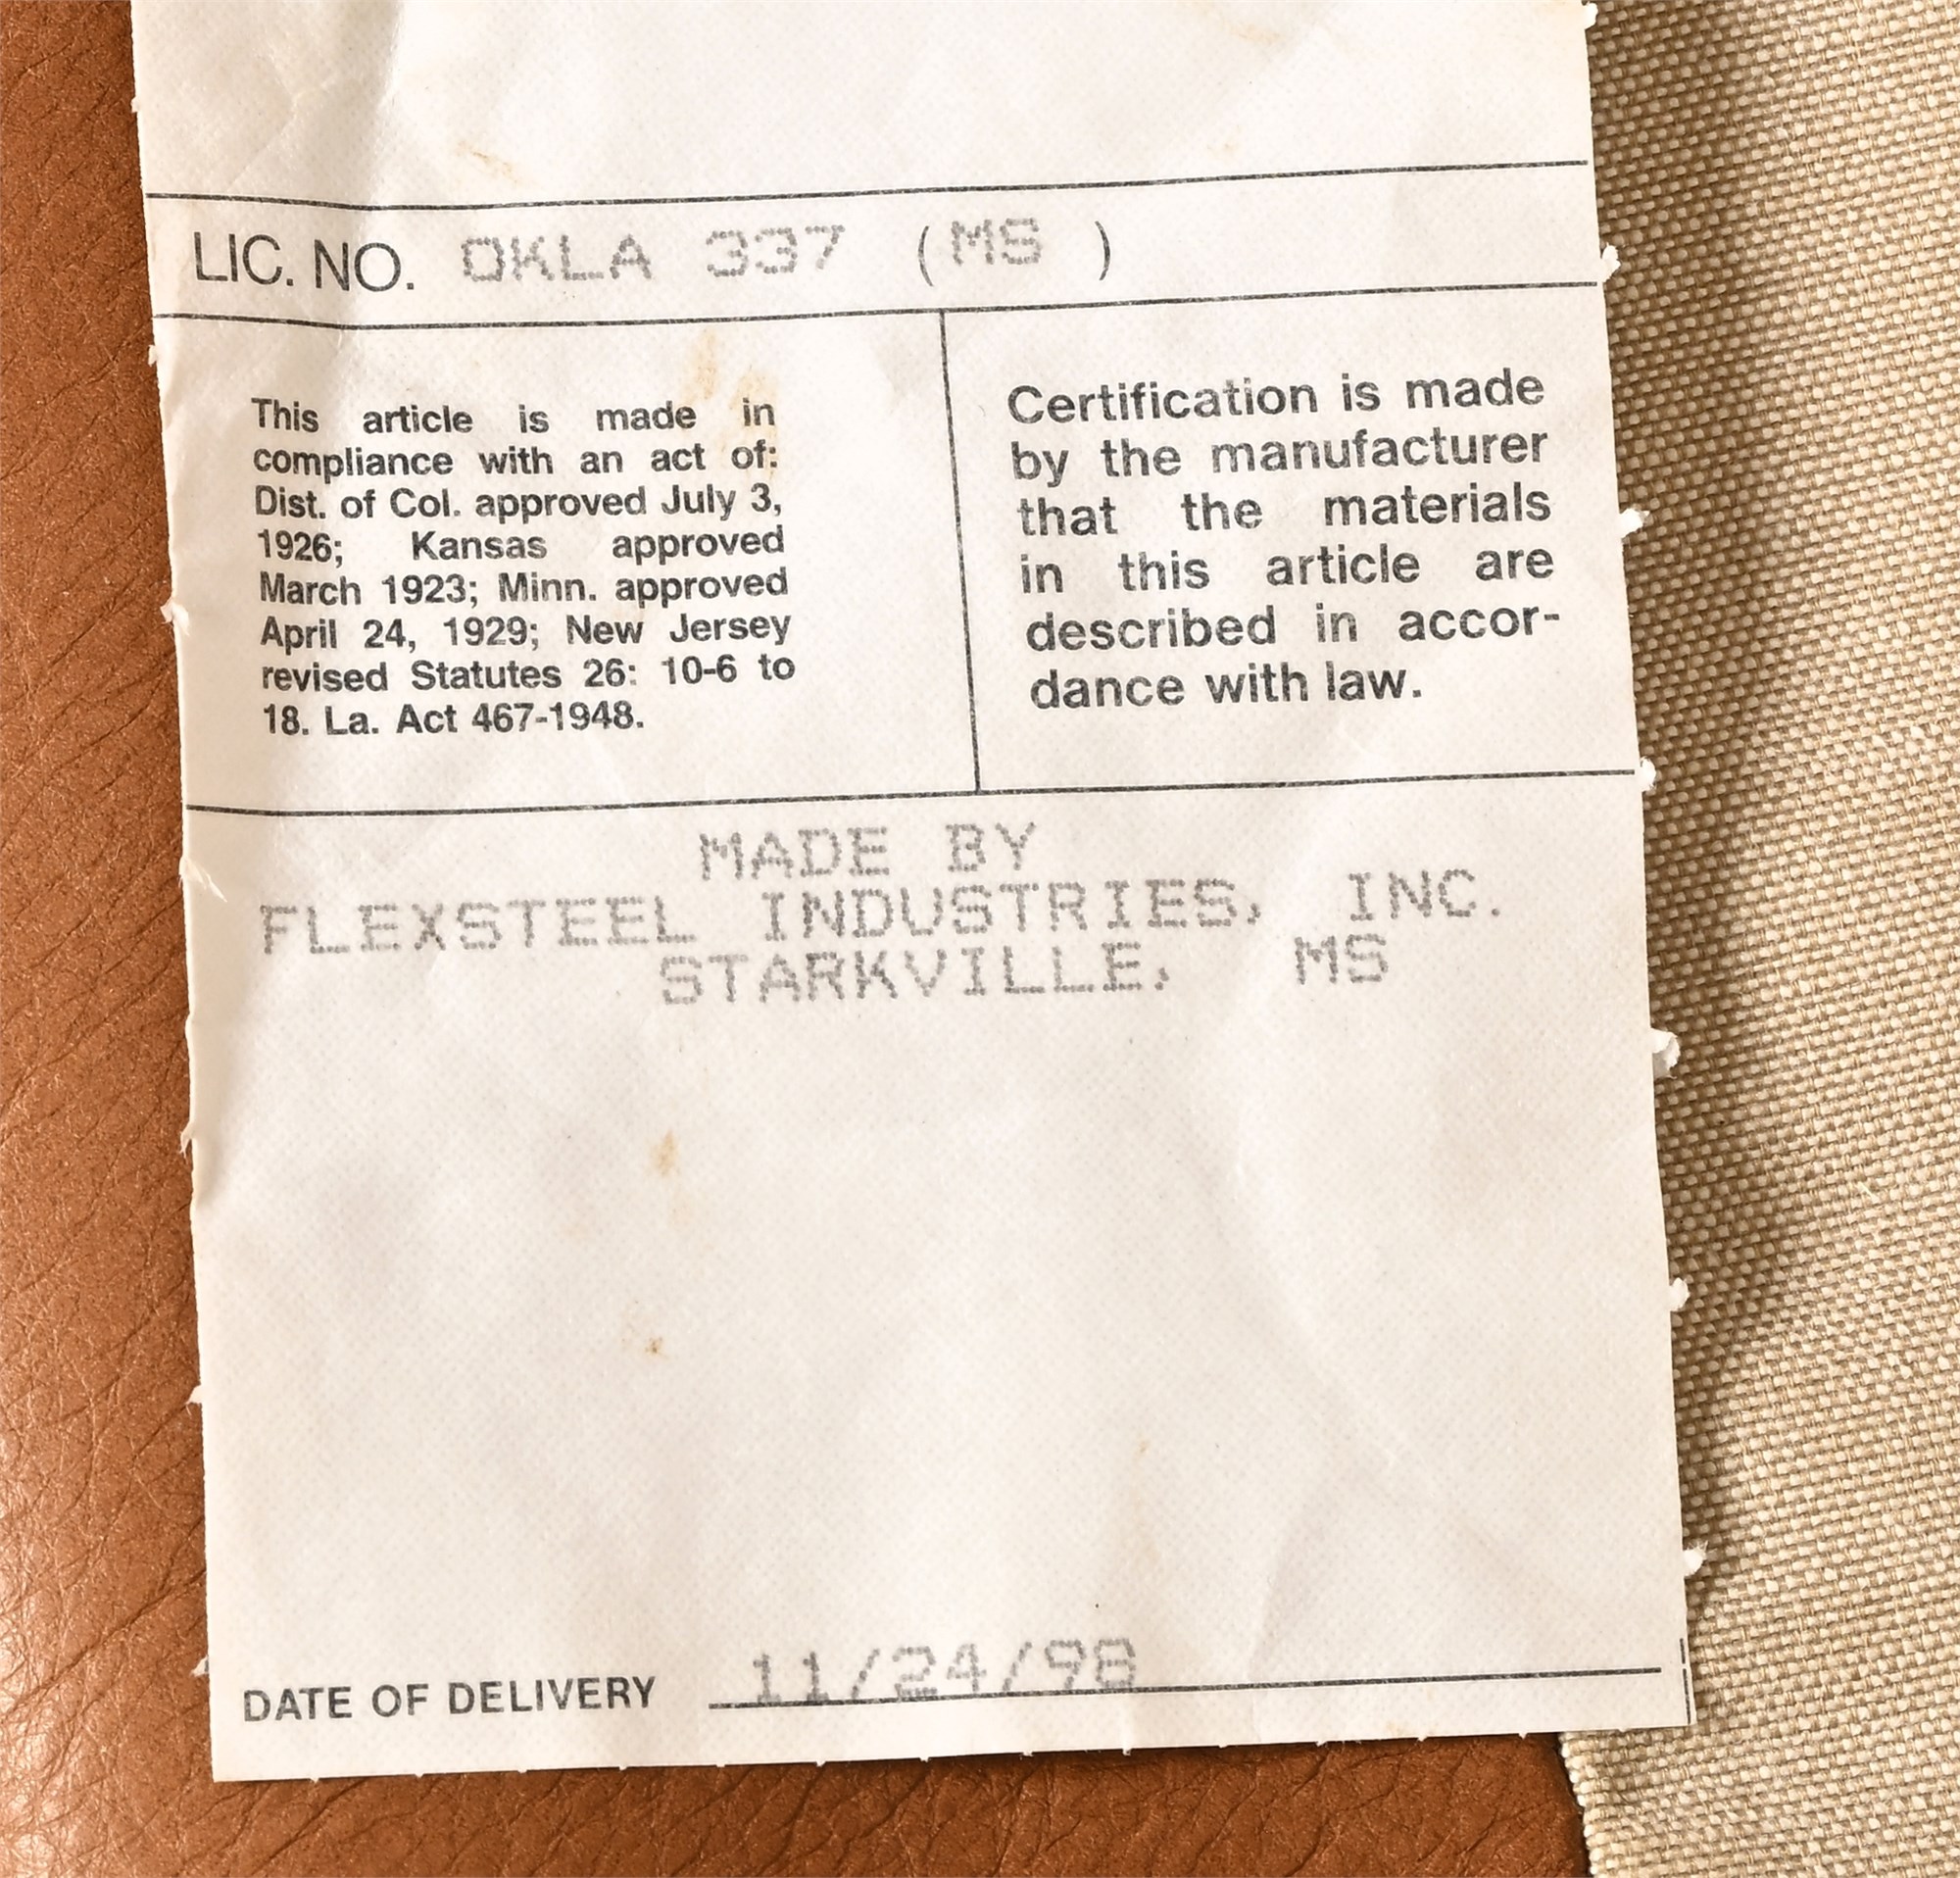 LIC. NO. OKLA 337 (MS )
This article is made in
compliance with an act of:
Dist. of Col. approved July 3,
1926; Kansas approved
March 1923; Minn. approved
April 24, 1929; New Jersey
revised Statutes 26: 10-6 to
18. La. Act 467-1948.
Certification is made
by the manufacturer
that the materials
in this article are
described in accor-
dance with law.
MADE BY
FLEXSTEEL INDUSTRIES, INC.
STARKVILLE, MS
DATE OF DELIVERY 11/24/98